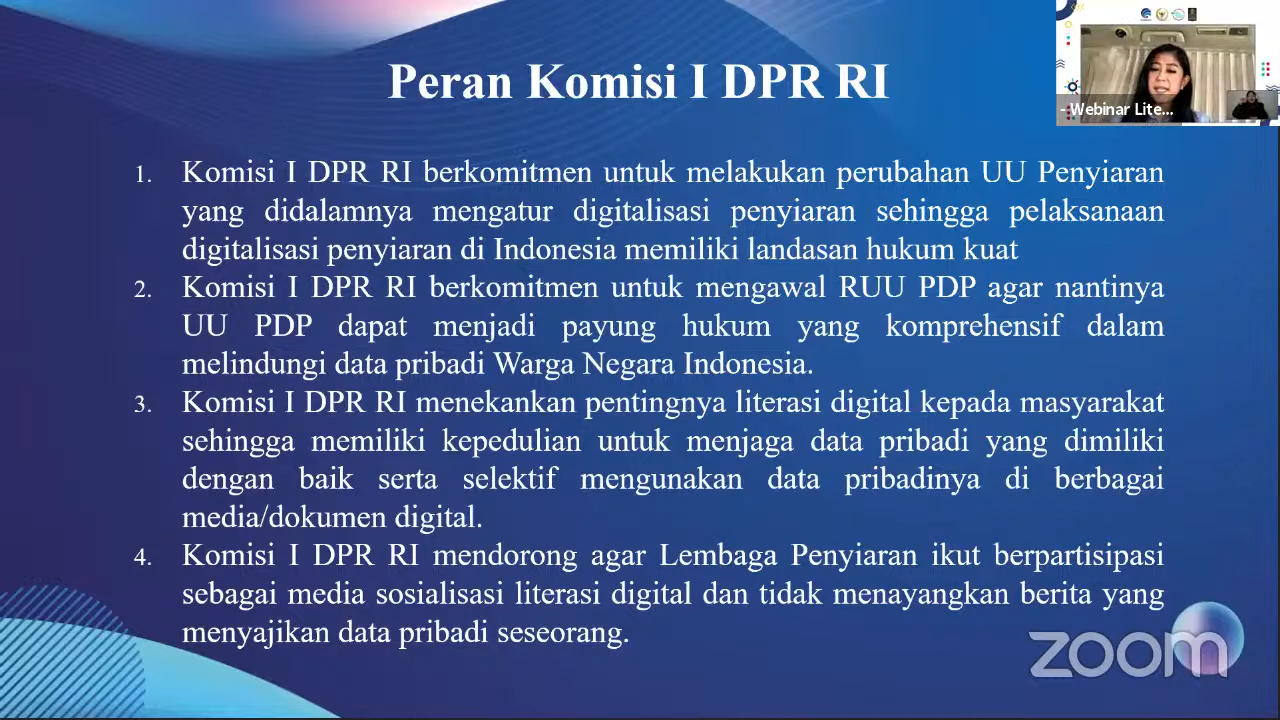 Peran Komisi I DPR RI
- Webinar Lite...
1. Komisi I DPR RI berkomitmen untuk melakukan perubahan UU Penyiaran
yang didalamnya mengatur digitalisasi penyiaran sehingga pelaksanaan
digitalisasi penyiaran di Indonesia memiliki landasan hukum kuat
2. Komisi I DPR RI berkomitmen untuk mengawal RUU PDP agar nantinya
UU PDP dapat menjadi payung hukum yang komprehensif dalam
melindungi data pribadi Warga Negara Indonesia.
3. Komisi I DPR RI menekankan pentingnya literasi digital kepada masyarakat
sehingga memiliki kepedulian untuk menjaga data pribadi yang dimiliki
dengan baik serta selektif mengunakan data pribadinya di berbagai
media/dokumen digital.
4. Komisi I DPR RI mendorong agar Lembaga Penyiaran ikut berpartisipasi
sebagai media sosialisasi literasi digital dan tidak menayangkan berita yang
menyajikan data pribadi seseorang.
zoom